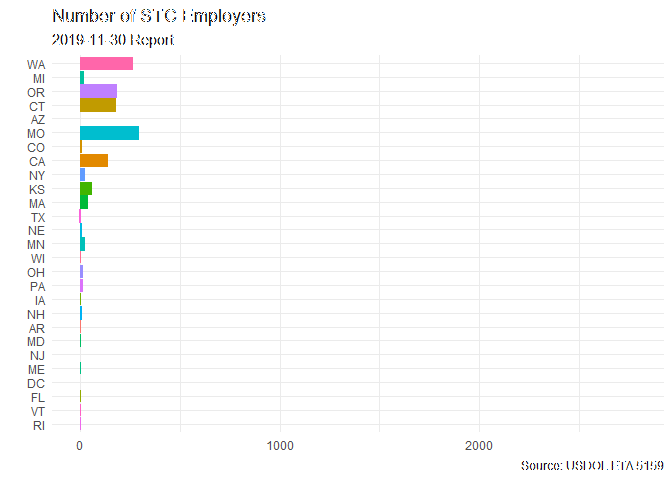 Number of STC Employers
2019-11-30 Report
WA
MI
OR
CT
AZ
MO
CO
CA
NY
KS
MA
TX
NE
MN
WI
OH
PA
IA
NH
AR
MD
NJ
ME
DC
FL
VT
RI
0 1000 2000
Source: USDOL ETA 5159